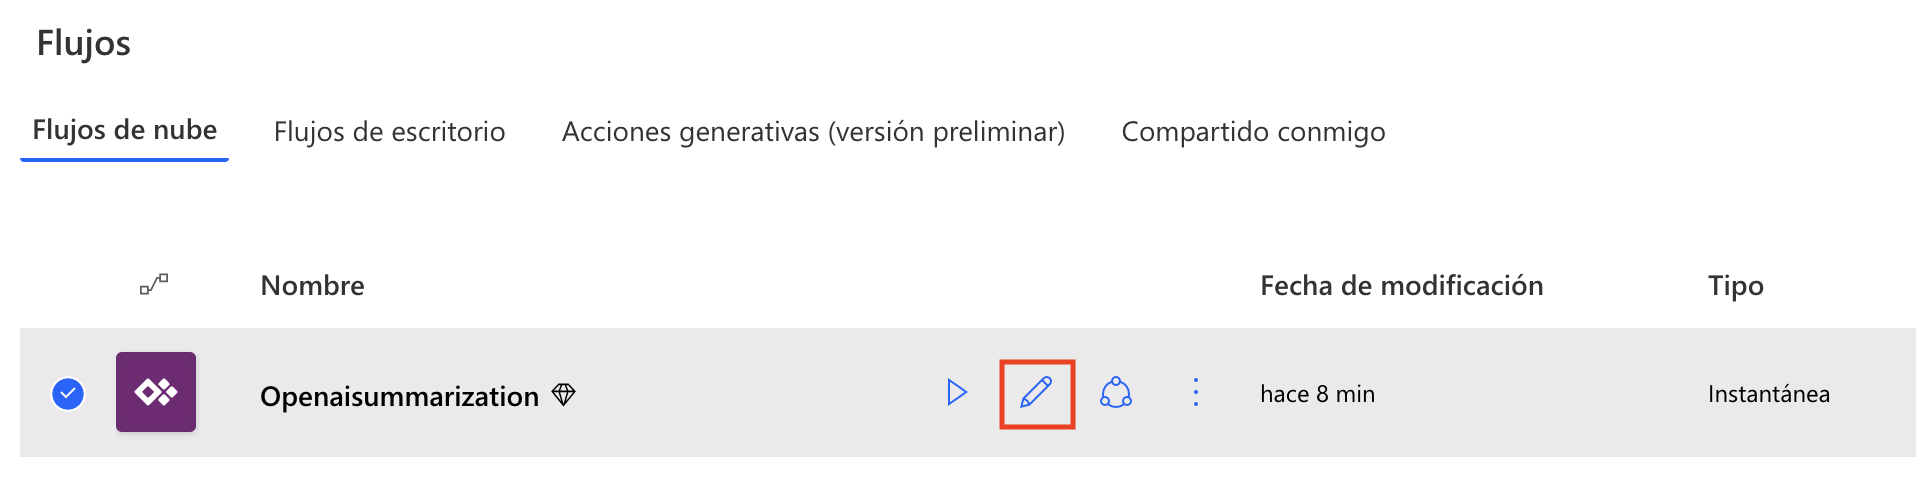 Flujos
Flujos de nube Flujos de escritorio Acciones generativas (versión preliminar) Compartido conmigo
Nombre Fecha de modificación Tipo
Openaisummarization hace 8 min Instantánea